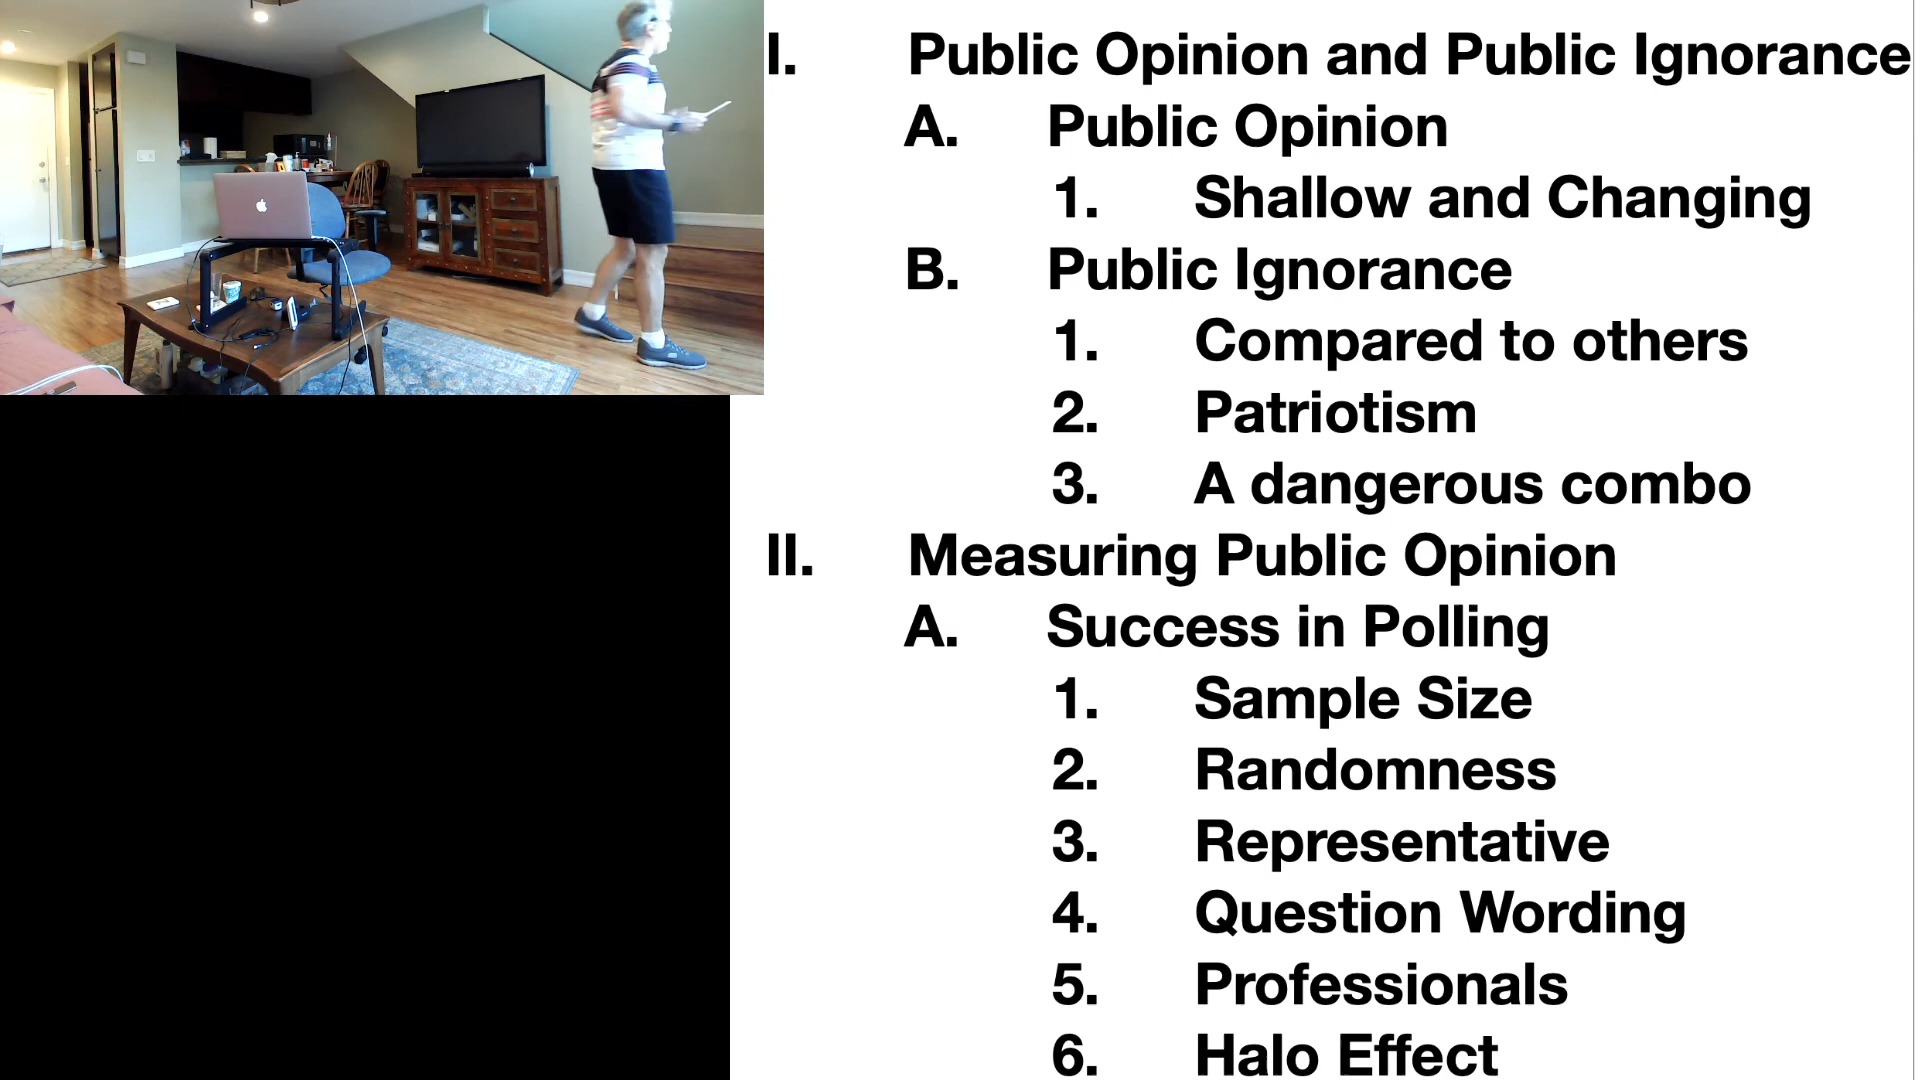 I. Public Opinion and Public Ignorance
A. Public Opinion
1. Shallow and Changing
B. Public Ignorance
1. Compared to others
2. Patriotism
3. A dangerous combo
II. Measuring Public Opinion
A. Success in Polling
1. Sample Size
2. Randomness
3. Representative
4. Question Wording
5. Professionals
6. Halo Effect